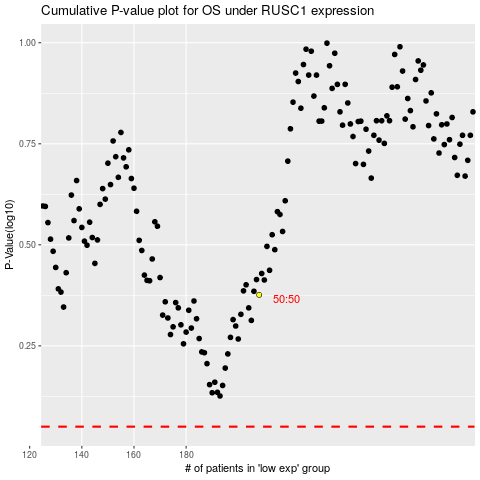 Cumulative P-value plot for OS under RUSC1 expression
P-Value(log10)
1.00
0.75
0.50
0.25
50:50
120 140 160 180
# of patients in 'low exp' group